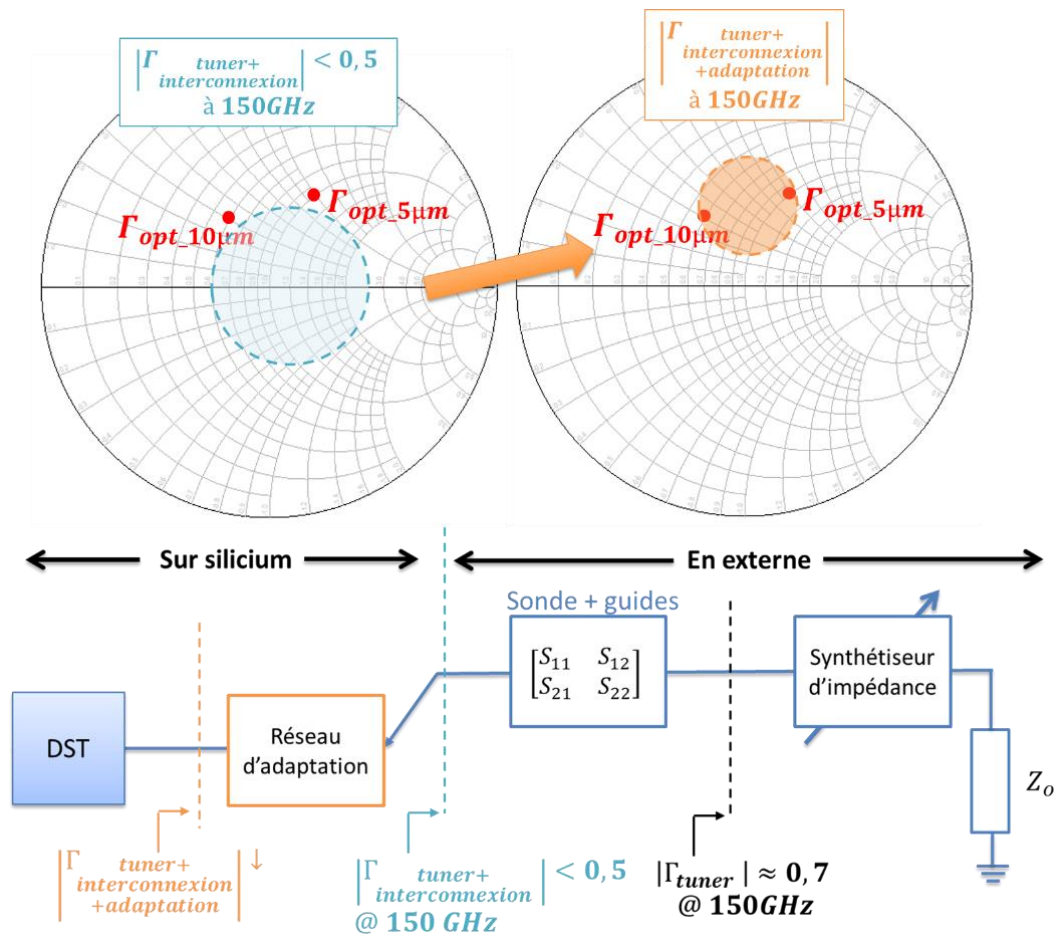 |Γ tuner+ interconnexion| < 0,5
à 150GHz
|Γ tuner+ interconnexion +adaptation|
à 150GHz
Γopt_10µm
Γopt_5µm
Γopt_10µm
Γopt_5µm
Sur silicium
En externe
Sonde + guides
S11 S12
S21 S22
Synthétiseur
d'impédance
DST
Réseau
d'adaptation
Zo
|Γ tuner+ interconnexion +adaptation| ↓
|Γ tuner+ interconnexion| < 0,5
@ 150 GHz
|Γtuner| ≈ 0,7
@ 150GHz